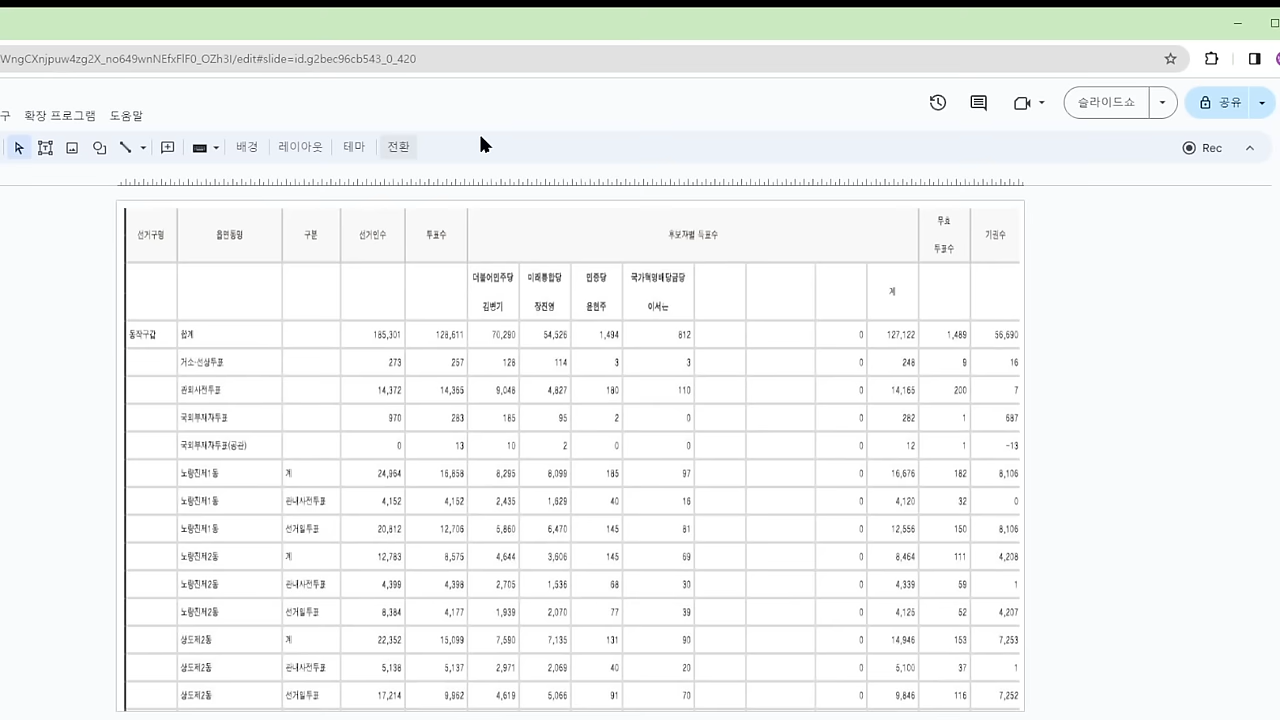 WngCXnjpuw4zg2X_no649wnNEfxFlF0_OZh3I/edit#slide=id.g2bec96cb543_0_420
구 확장 프로그램 도움말 슬라이드쇼 공유
배경 레이아웃 테마 전환 Rec
선거구명 읍면동명 구분 선거인수 투표수 후보자별 득표수 무효 투표수 기권수
더불어민주당 김병기 미래통합당 장진영 민중당 윤현주 국가혁명배당금당 계
동작구갑 합계 185,301 128,611 70,290 54,526 1,494 812 0 127,122 1,489 56,690
거소·선상투표 273 257 128 114 3 3 0 248 9 16
관외사전투표 14,372 14,365 9,048 4,827 180 110 0 14,165 200 7
국외부재자투표 970 283 185 95 2 0 0 282 1 687
국외부재자투표(공관) 0 13 10 2 0 0 0 12 1 -13
노량진제1동 계 24,964 16,858 8,295 8,099 185 97 0 16,676 182 8,106
노량진제1동 관내사전투표 4,152 4,152 2,435 1,629 40 16 0 4,120 32 0
노량진제1동 선거일투표 20,812 12,706 5,860 6,470 145 81 0 12,556 150 8,106
노량진제2동 계 12,783 8,575 4,644 3,606 145 69 0 8,464 111 4,208
노량진제2동 관내사전투표 4,399 4,398 2,705 1,536 68 30 0 4,339 59 1
노량진제2동 선거일투표 8,384 4,177 1,939 2,070 77 39 0 4,125 52 4,207
상도제2동 계 22,352 15,099 7,590 7,135 131 90 0 14,946 153 7,253
상도제2동 관내사전투표 5,138 5,137 2,971 2,069 40 20 0 5,100 37 1
상도제2동 선거일투표 17,214 9,962 4,619 5,066 91 70 0 9,846 116 7,252